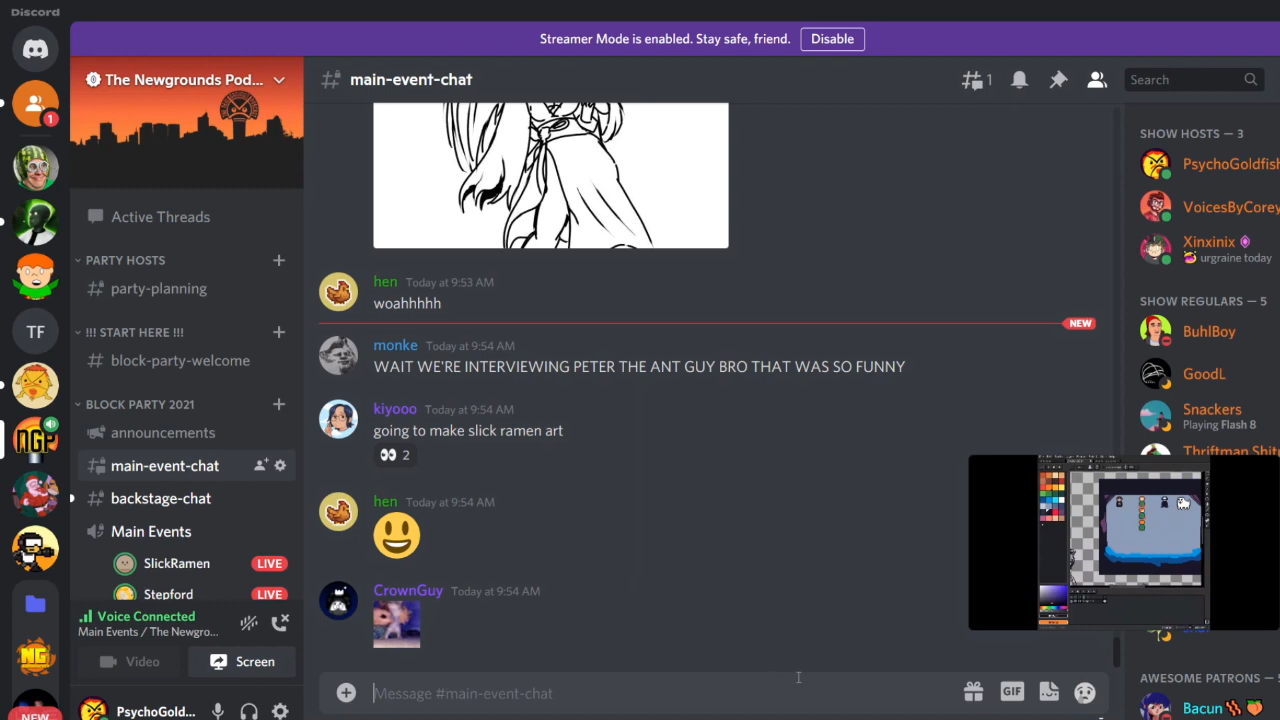 Discord
Streamer Mode is enabled. Stay safe, friend.
Disable
The Newgrounds Pod...
main-event-chat
1
Search
1
TF
NGP
NG
NEW
Active Threads
PARTY HOSTS
party-planning
!!! START HERE !!!
block-party-welcome
BLOCK PARTY 2021
announcements
main-event-chat
backstage-chat
Main Events
SlickRamen LIVE
Stepford LIVE
Voice Connected
Main Events / The Newgro...
Video
Screen
PsychoGold...
hen Today at 9:53 AM
woahhhhh
NEW
monke Today at 9:54 AM
WAIT WE'RE INTERVIEWING PETER THE ANT GUY BRO THAT WAS SO FUNNY
kiyooo Today at 9:54 AM
going to make slick ramen art
2
hen Today at 9:54 AM
CrownGuy Today at 9:54 AM
Message #main-event-chat
GIF
SHOW HOSTS — 3
PsychoGoldfish
VoicesByCorey
Xinxinix
urgraine today
SHOW REGULARS — 5
BuhlBoy
GoodL
Snackers
Playing Flash 8
AWESOME PATRONS — 
Bacun